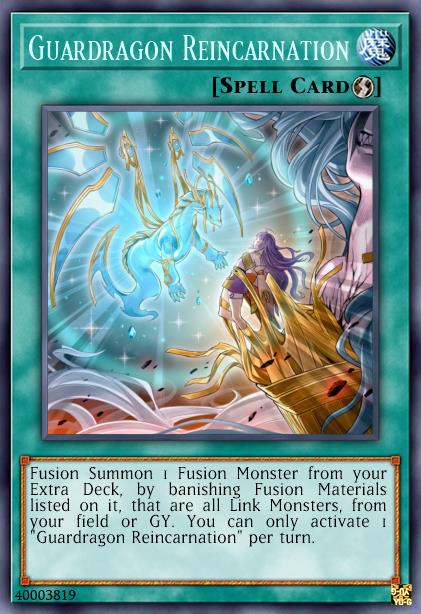 GUARDRAGON REINCARNATION 魔
[SPELL CARD]
Fusion Summon 1 Fusion Monster from your
Extra Deck, by banishing Fusion Materials
listed on it, that are all Link Monsters, from
your field or GY. You can only activate 1
"Guardragon Reincarnation" per turn.
40003819